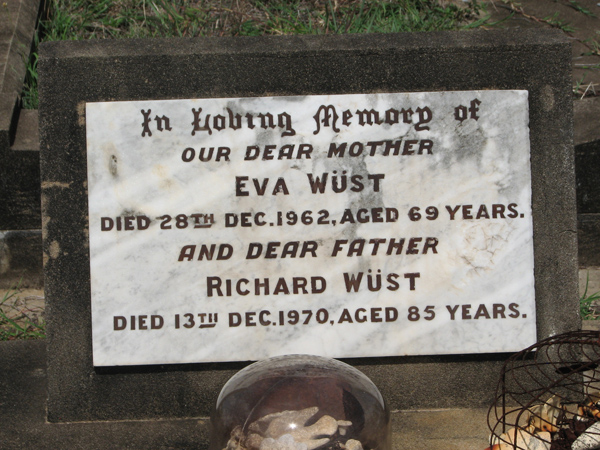 In Loving Memory of
OUR DEAR MOTHER
EVA WÜST
DIED 28TH DEC. 1962, AGED 69 YEARS.
AND DEAR FATHER
RICHARD WÜST
DIED 13TH DEC. 1970, AGED 85 YEARS.